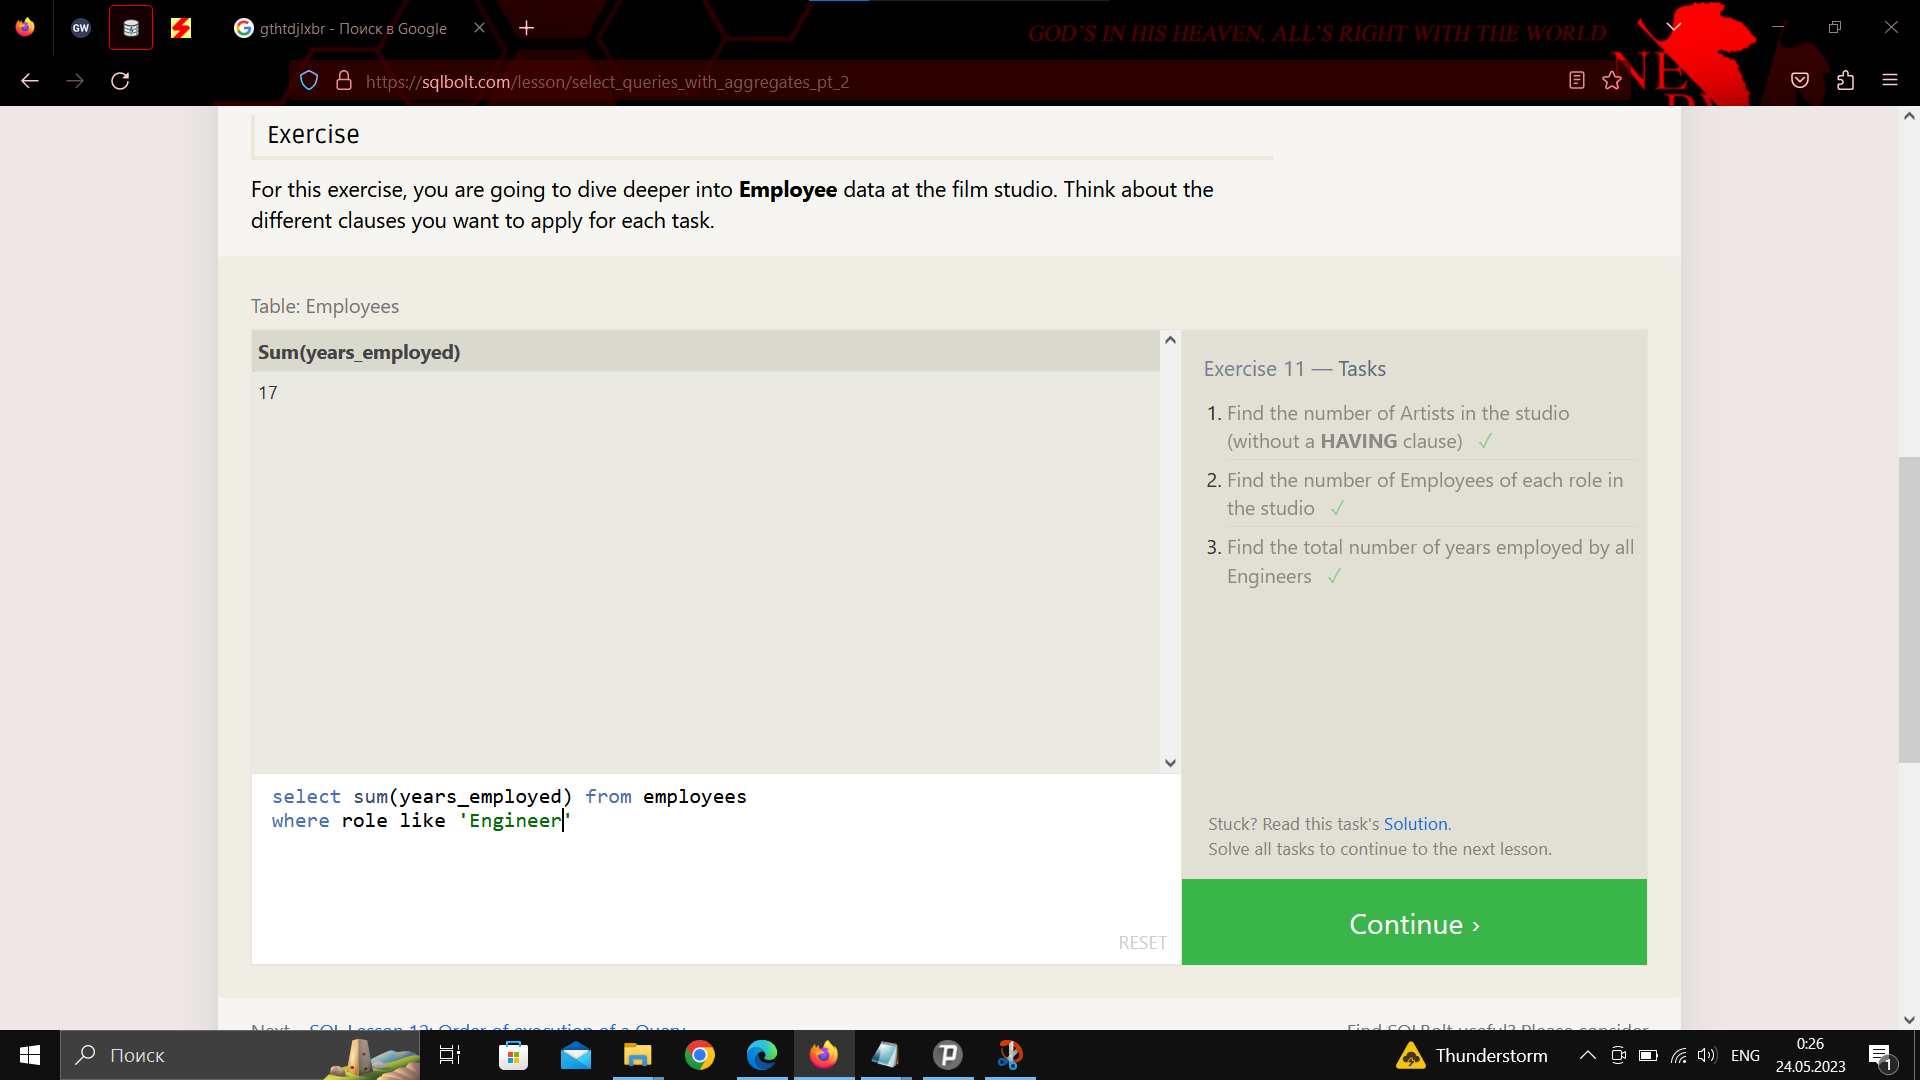 GW
gthtdjlxbr - Поиск в Google
GOD'S IN HIS HEAVEN, ALL'S RIGHT WITH THE WORLD
https://sqlbolt.com/lesson/select_queries_with_aggregates_pt_2
Exercise
For this exercise, you are going to dive deeper into Employee data at the film studio. Think about the
different clauses you want to apply for each task.
Table: Employees
Sum(years_employed)
17
Exercise 11 — Tasks
1. Find the number of Artists in the studio
(without a HAVING clause) ✓
2. Find the number of Employees of each role in
the studio ✓
3. Find the total number of years employed by all
Engineers ✓
select sum(years_employed) from employees
where role like 'Engineer'
RESET
Stuck? Read this task's Solution.
Solve all tasks to continue to the next lesson.
Continue ›
Next – SQL Lesson 12: Order of execution of a Query
Find SQLBolt useful? Please consider
Поиск
Thunderstorm
ENG
0:26
24.05.2023
1